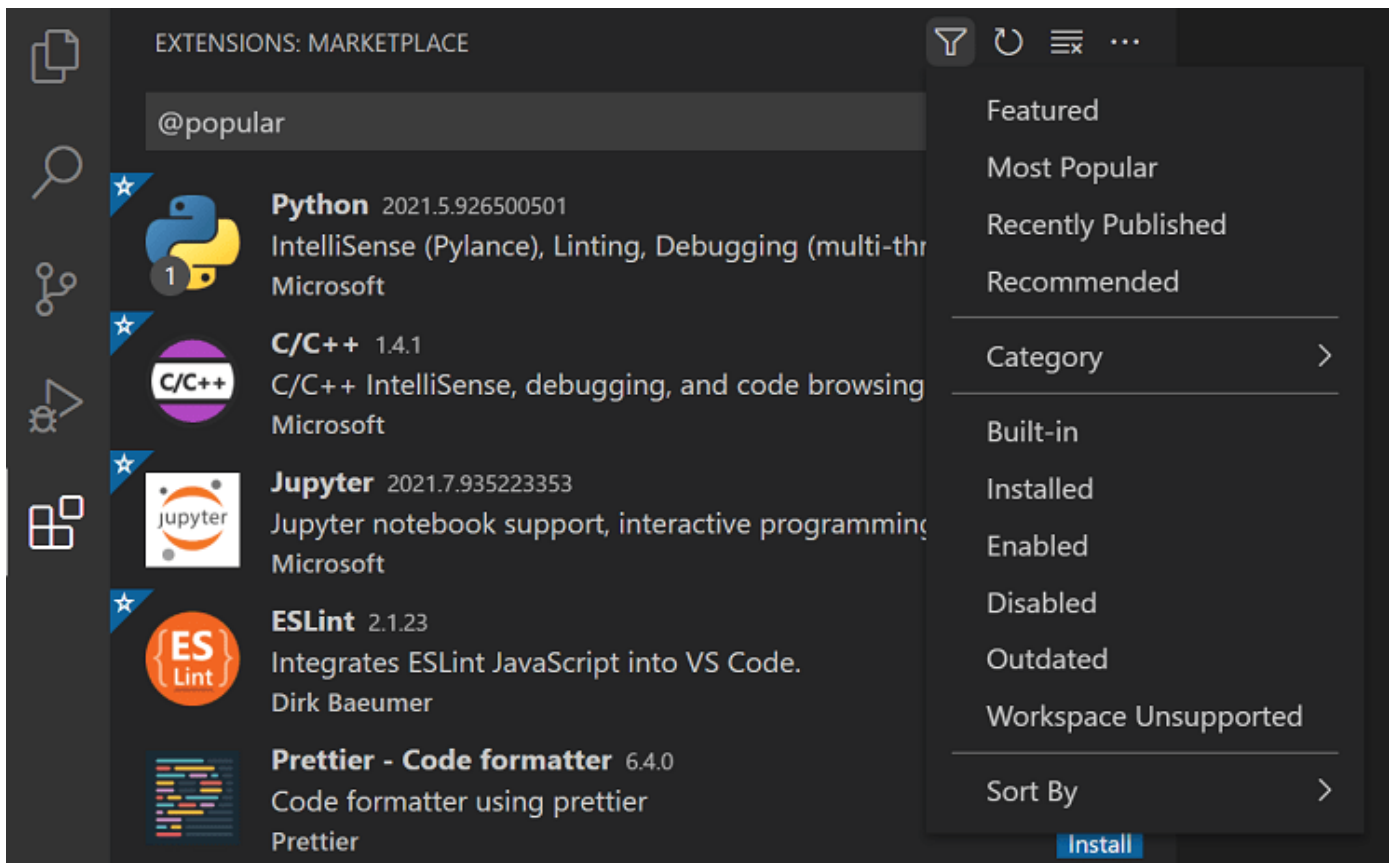 EXTENSIONS: MARKETPLACE
@popular
Python 2021.5.926500501
IntelliSense (Pylance), Linting, Debugging (multi-thr
Microsoft
1
C/C++ 1.4.1
C/C++ IntelliSense, debugging, and code browsing
Microsoft
C/C++
Jupyter 2021.7.935223353
Jupyter notebook support, interactive programming
Microsoft
jupyter
ESLint 2.1.23
Integrates ESLint JavaScript into VS Code.
Dirk Baeumer
{ES}
Lint
Prettier - Code formatter 6.4.0
Code formatter using prettier
Prettier
Install
Featured
Most Popular
Recently Published
Recommended
Category
Built-in
Installed
Enabled
Disabled
Outdated
Workspace Unsupported
Sort By